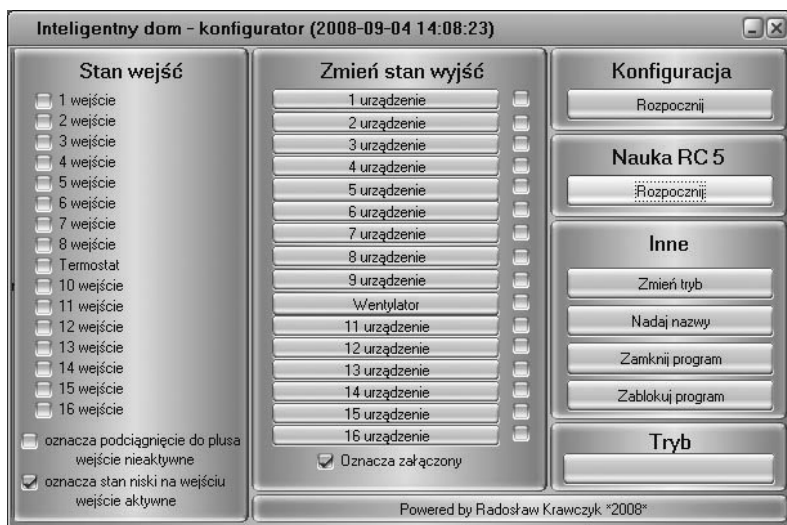 Inteligentny dom - konfigurator (2008-09-04 14:08:23)
Stan wejść
1 wejście
2 wejście
3 wejście
4 wejście
5 wejście
6 wejście
7 wejście
8 wejście
Termostat
10 wejście
11 wejście
12 wejście
13 wejście
14 wejście
15 wejście
16 wejście
oznacza podciągnięcie do plusa
wejście nieaktywne
oznacza stan niski na wejściu
wejście aktywne
Zmień stan wyjść
1 urządzenie
2 urządzenie
3 urządzenie
4 urządzenie
5 urządzenie
6 urządzenie
7 urządzenie
8 urządzenie
9 urządzenie
Wentylator
11 urządzenie
12 urządzenie
13 urządzenie
14 urządzenie
15 urządzenie
16 urządzenie
Oznacza załączony
Konfiguracja
Rozpocznij
Nauka RC 5
Rozpocznij
Inne
Zmień tryb
Nadaj nazwy
Zamknij program
Zablokuj program
Tryb
Powered by Radosław Krawczyk *2008*